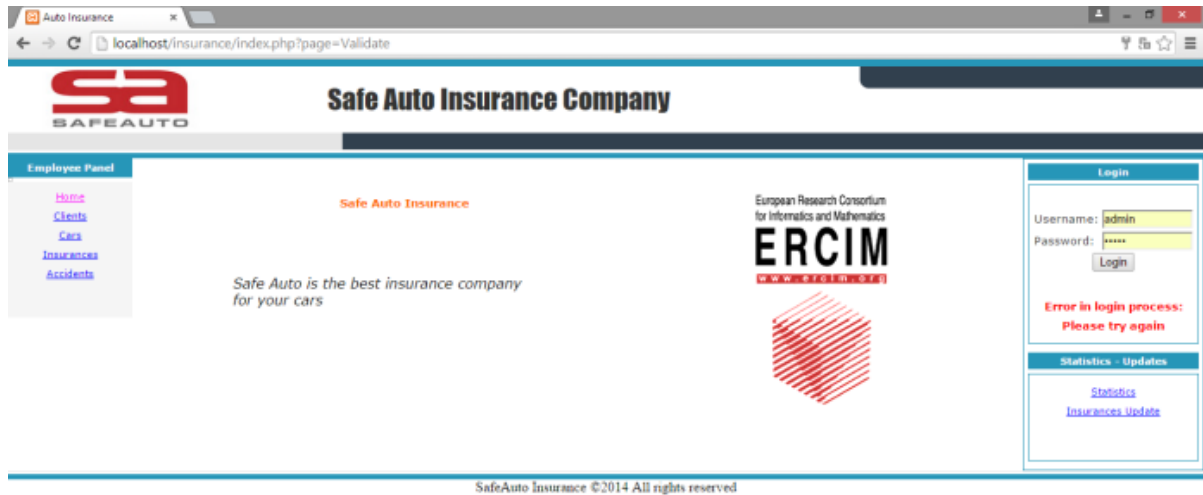 Auto Insurance
localhost/insurance/index.php?page=Validate
sa
SAFEAUTO
Safe Auto Insurance Company
Employee Panel
Home
Clients
Cars
Insurances
Accidents
Safe Auto Insurance
Safe Auto is the best insurance company
for your cars
European Research Consortium
for Informatics and Mathematics
ERCIM
www.ercim.org
Login
Username: admin
Password: •••••
Login
Error in login process:
Please try again
Statistics - Updates
Statistics
Insurances Update
SafeAuto Insurance ©2014 All rights reserved